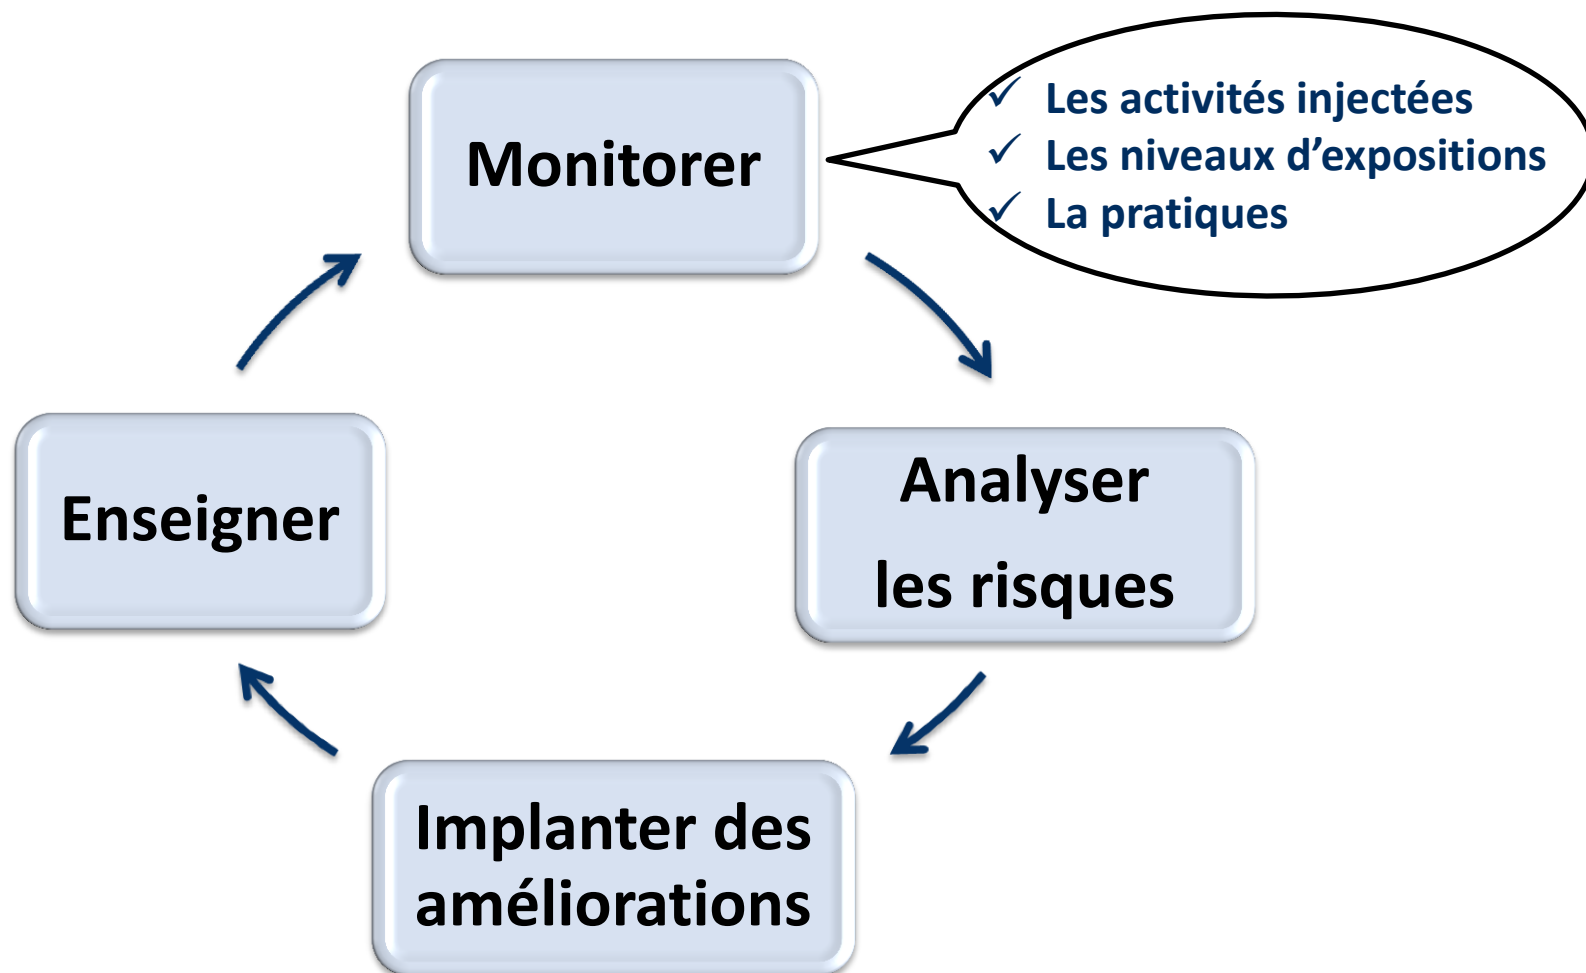 Monitorer
✓ Les activités injectées
✓ Les niveaux d’expositions
✓ La pratiques
Analyser
les risques
Enseigner
Implanter des
améliorations